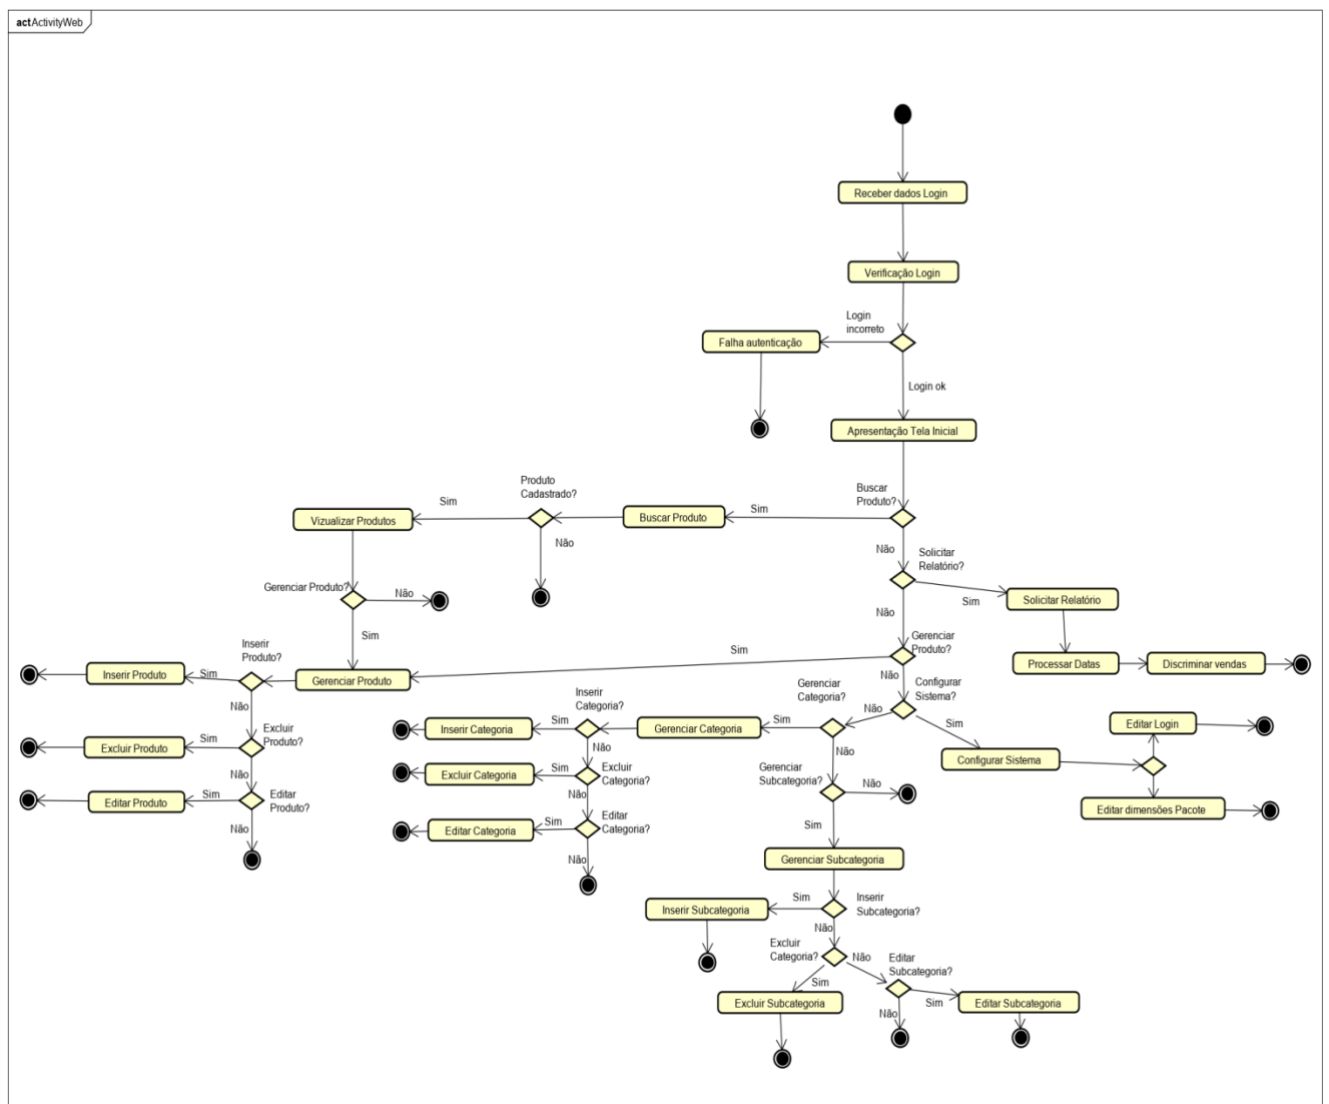 act ActivityWeb
Receber dados Login
Verificação Login
Login
incorreto
Falha autenticação
Login ok
Apresentação Tela Inicial
Buscar
Produto?
Sim
Buscar Produto
Produto
Cadastrado?
Sim
Vizualizar Produtos
Não
Não
Solicitar
Relatório?
Sim
Solicitar Relatório
Processar Datas
Discriminar vendas
Gerenciar Produto?
Não
Sim
Não
Gerenciar
Produto?
Sim
Gerenciar Produto
Inserir
Produto?
Sim
Inserir Produto
Não
Excluir
Produto?
Sim
Excluir Produto
Não
Editar
Produto?
Sim
Editar Produto
Não
Não
Configurar
Sistema?
Sim
Configurar Sistema
Editar Login
Editar dimensões Pacote
Não
Gerenciar
Categoria?
Sim
Gerenciar Categoria
Inserir
Categoria?
Sim
Inserir Categoria
Não
Excluir
Categoria?
Sim
Excluir Categoria
Não
Editar
Categoria?
Sim
Editar Categoria
Não
Não
Gerenciar
Subcategoria?
Não
Sim
Gerenciar Subcategoria
Inserir
Subcategoria?
Sim
Inserir Subcategoria
Não
Excluir
Categoria?
Sim
Excluir Subcategoria
Não
Editar
Subcategoria?
Sim
Editar Subcategoria
Não